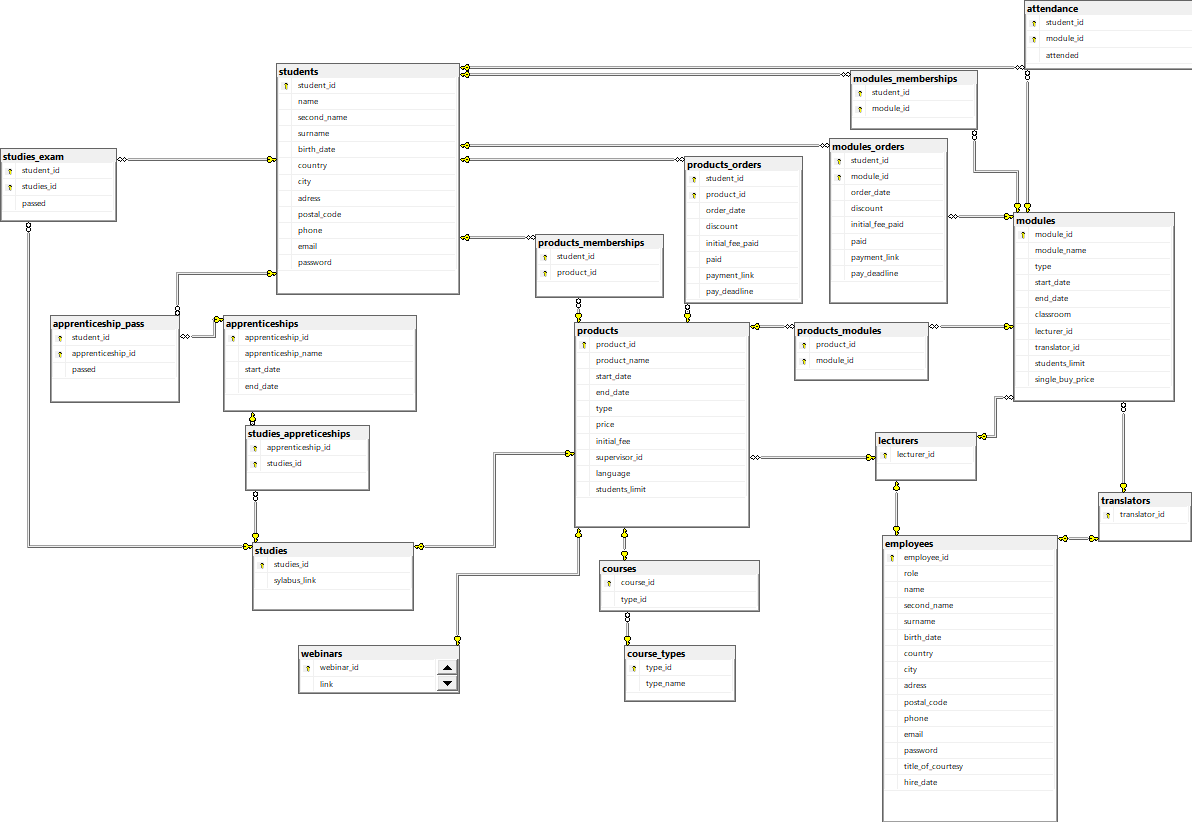 attendance
student_id
module_id
attended
students
student_id
name
second_name
surname
birth_date
country
city
adress
postal_code
phone
email
password
modules_memberships
student_id
module_id
modules_orders
student_id
module_id
order_date
discount
initial_fee_paid
paid
payment_link
pay_deadline
studies_exam
student_id
studies_id
passed
products_orders
student_id
product_id
order_date
discount
initial_fee_paid
paid
payment_link
pay_deadline
modules
module_id
module_name
type
start_date
end_date
classroom
lecturer_id
translator_id
students_limit
single_buy_price
products_memberships
student_id
product_id
apprenticeship_pass
student_id
apprenticeship_id
passed
apprenticeships
apprenticeship_id
apprenticeship_name
start_date
end_date
products
product_id
product_name
start_date
end_date
type
price
initial_fee
supervisor_id
language
students_limit
products_modules
product_id
module_id
studies_appreticeships
apprenticeship_id
studies_id
lecturers
lecturer_id
translators
translator_id
studies
studies_id
sylabus_link
employees
employee_id
role
name
second_name
surname
birth_date
country
city
adress
postal_code
phone
email
password
title_of_courtesy
hire_date
courses
course_id
type_id
webinars
webinar_id
link
course_types
type_id
type_name